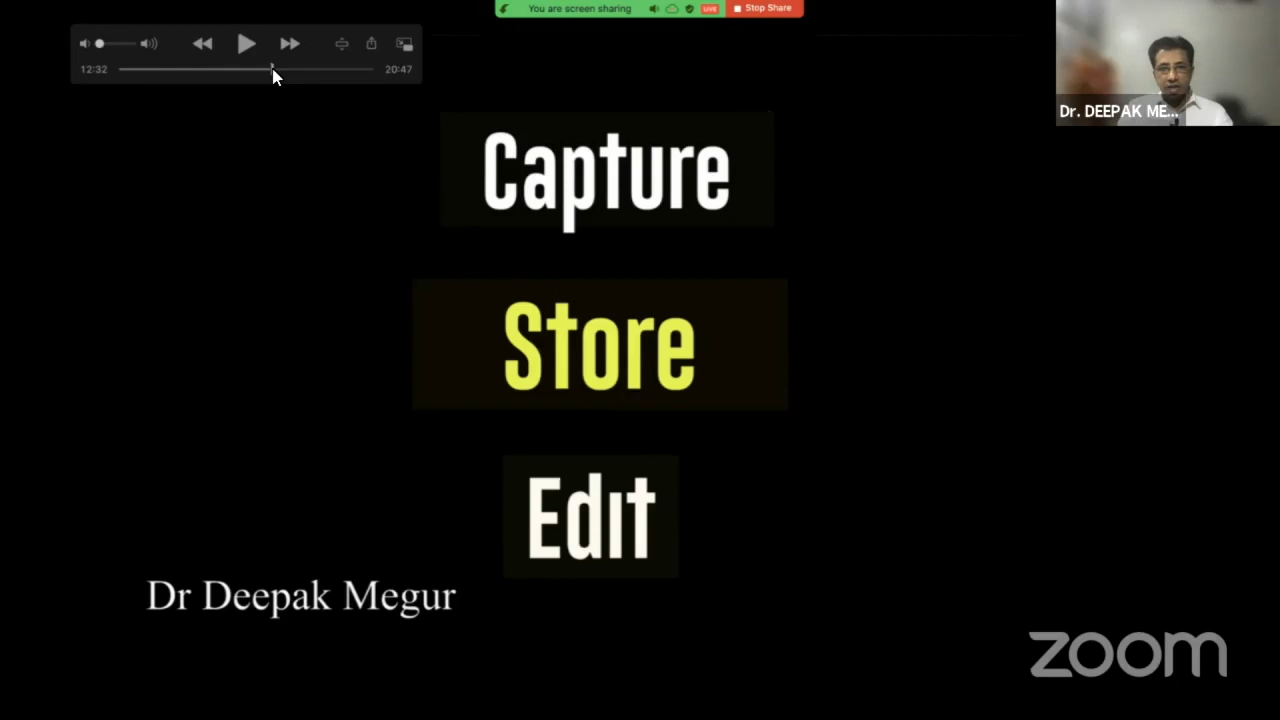 You are screen sharing
LIVE
Stop Share
12:32
20:47
Dr. DEEPAK ME...
Capture
Store
Edıt
Dr Deepak Megur
zoom